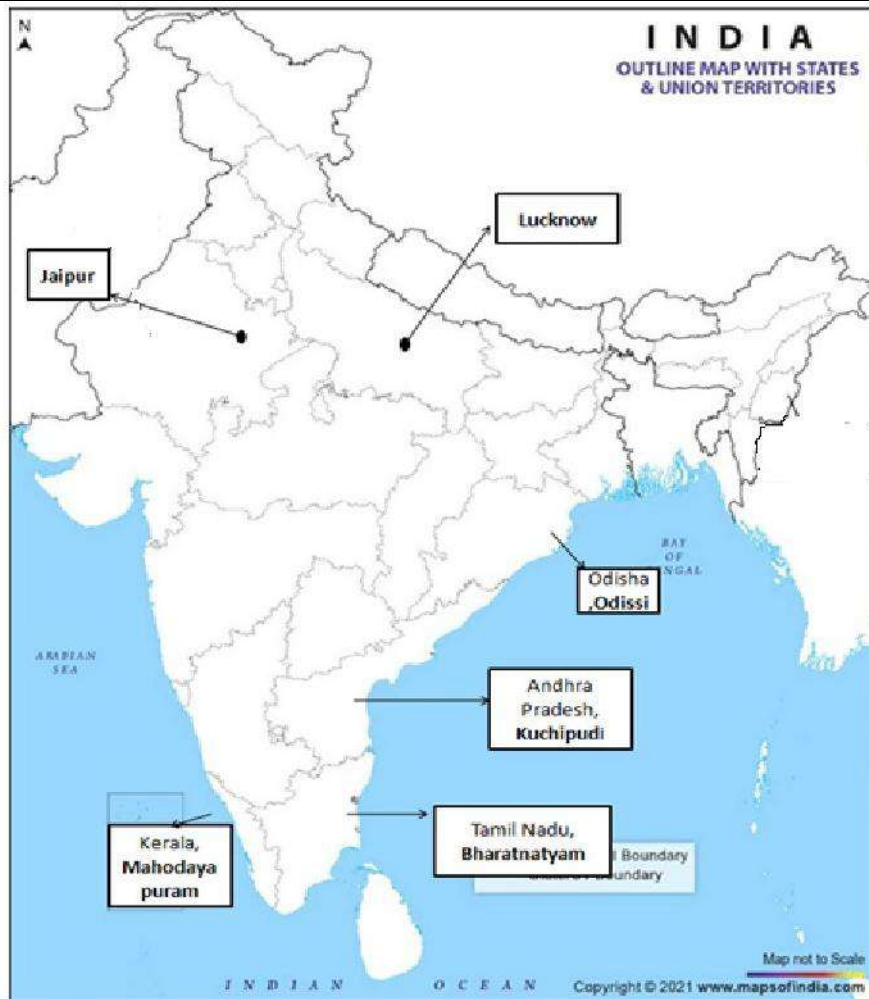 N
INDIA
OUTLINE MAP WITH STATES
& UNION TERRITORIES
Lucknow
Jaipur
BAY
OF
NGAL
Odisha
,Odissi
ARABIAN
SEA
Andhra
Pradesh,
Kuchipudi
Kerala,
Mahodaya
puram
Tamil Nadu,
Bharatnatyam
Boundary
Boundary
Map not to Scale
INDIAN OCEAN
Copyright © 2021 www.mapsofindia.com